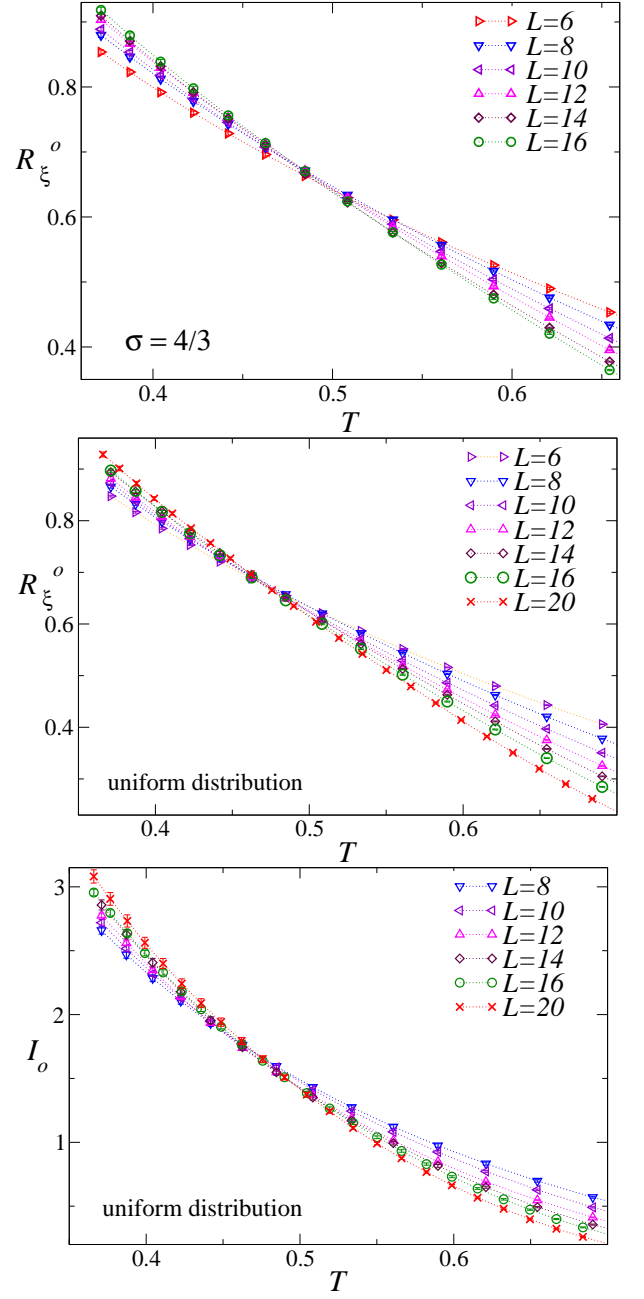 L=6
L=8
L=10
L=12
L=14
L=16
0.8
0.6
0.4
R_ξ^o
σ = 4/3
0.4 0.5 0.6
T
L=6
L=8
L=10
L=12
L=14
L=16
L=20
0.8
0.6
0.4
R_ξ^o
uniform distribution
0.4 0.5 0.6
T
L=8
L=10
L=12
L=14
L=16
L=20
3
2
1
I_o
uniform distribution
0.4 0.5 0.6
T